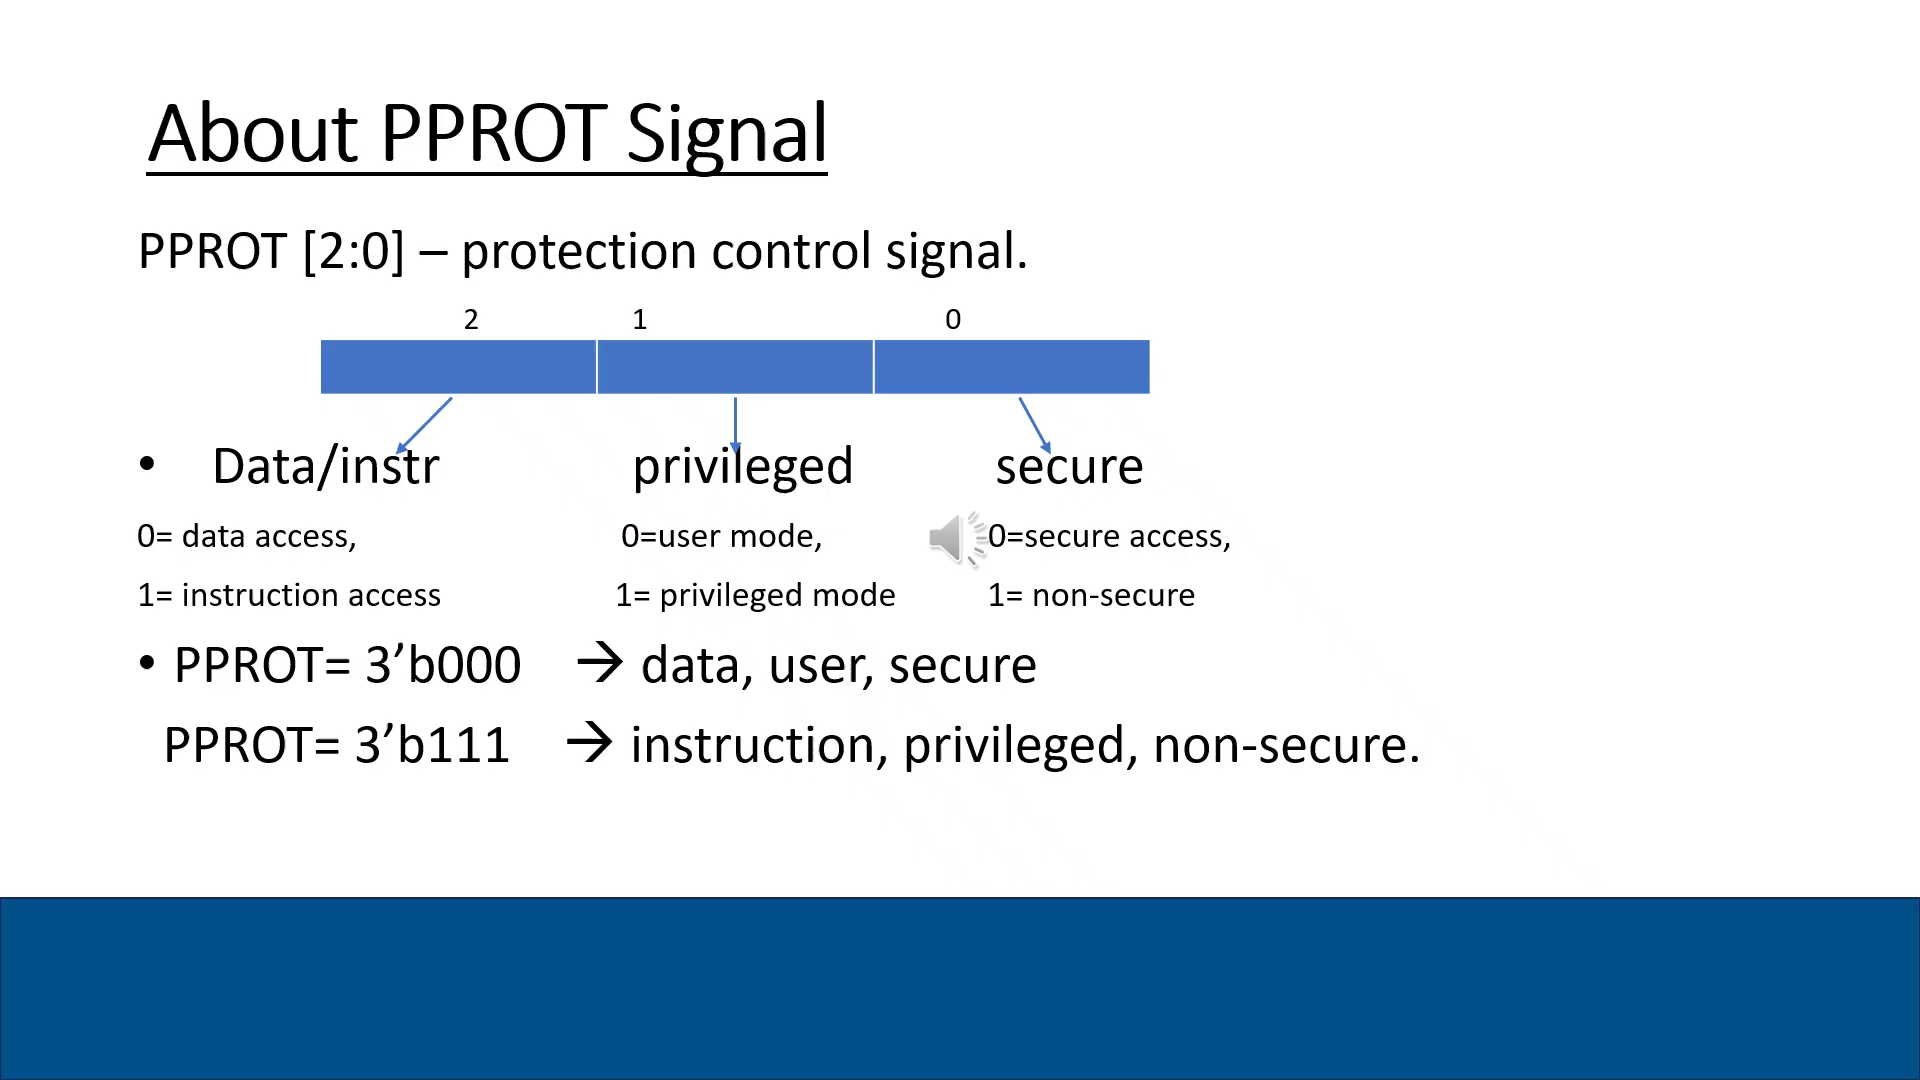 About PPROT Signal
PPROT [2:0] – protection control signal.
2 1 0
• Data/instr privileged secure
0= data access, 0=user mode, 0=secure access,
1= instruction access 1= privileged mode 1= non-secure
• PPROT= 3’b000 → data, user, secure
PPROT= 3’b111 → instruction, privileged, non-secure.